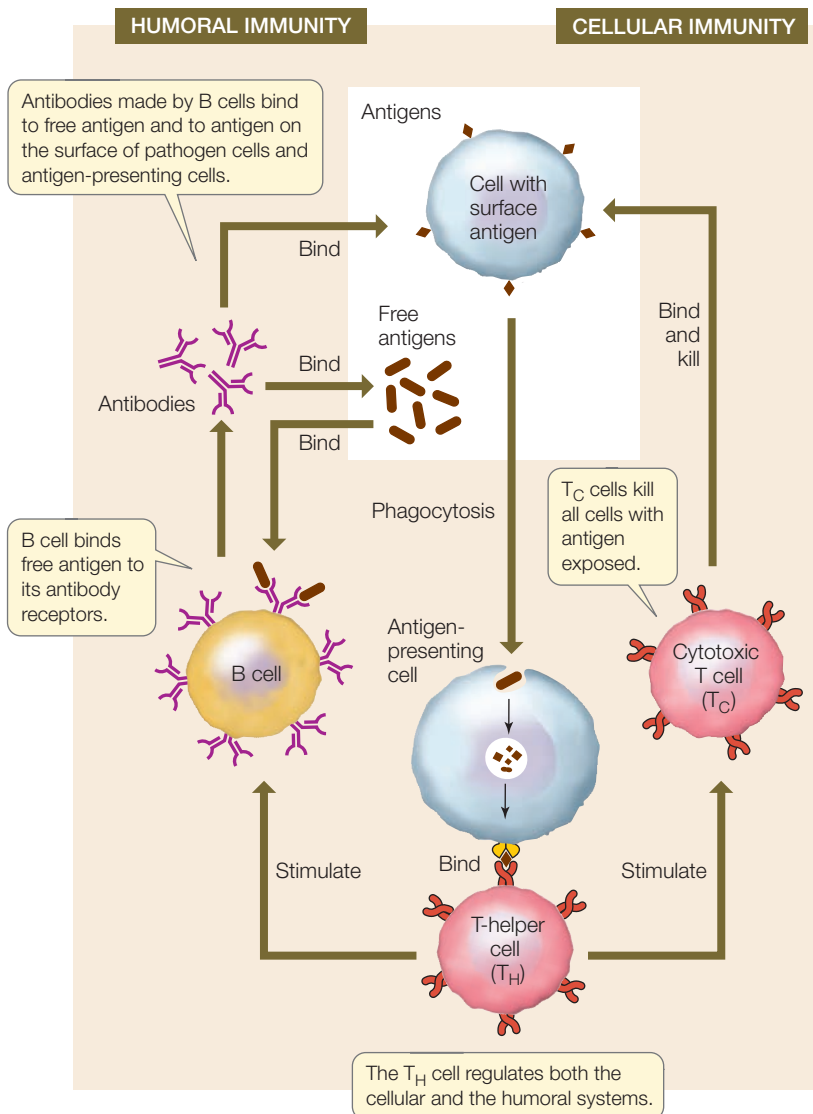 HUMORAL IMMUNITY
CELLULAR IMMUNITY
Antibodies made by B cells bind
to free antigen and to antigen on
the surface of pathogen cells and
antigen-presenting cells.
Antigens
Cell with
surface
antigen
Bind
Free
antigens
Bind
and
kill
Bind
Antibodies
Bind
Phagocytosis
T_C cells kill
all cells with
antigen
exposed.
B cell binds
free antigen to
its antibody
receptors.
Antigen-
presenting
cell
B cell
Cytotoxic
T cell
(T_C)
Bind
Stimulate
Stimulate
T-helper
cell
(T_H)
The T_H cell regulates both the
cellular and the humoral systems.